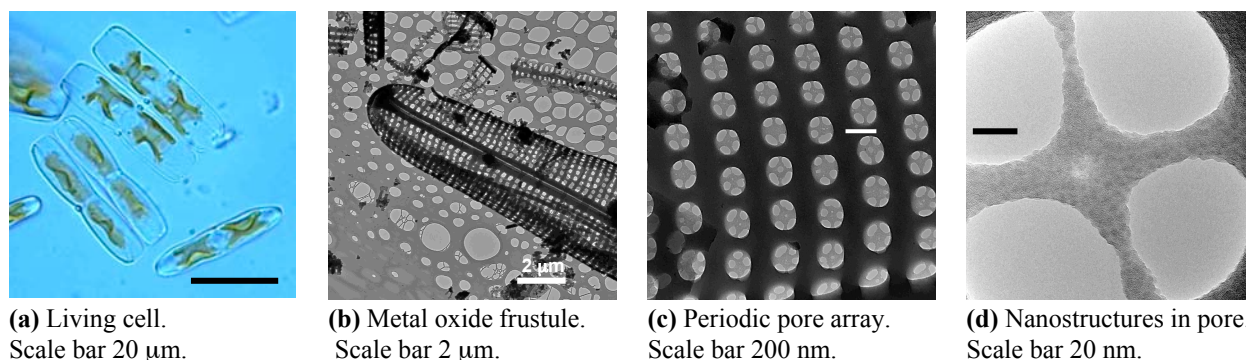 2 μm
(a) Living cell.
Scale bar 20 μm.
(b) Metal oxide frustule.
Scale bar 2 μm.
(c) Periodic pore array.
Scale bar 200 nm.
(d) Nanostructures in pore
Scale bar 20 nm.